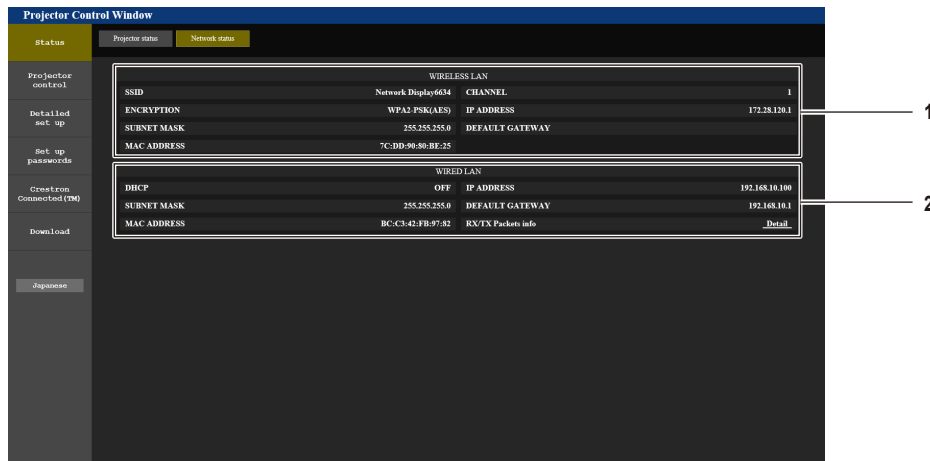 Projector Control Window
Status
Projector status
Network status
Projector
control
Detailed
set up
Set up
passwords
Crestron
Connected(TM)
Download
Japanese
WIRELESS LAN
SSID Network Display6634 CHANNEL 1
ENCRYPTION WPA2-PSK(AES) IP ADDRESS 172.28.120.1
SUBNET MASK 255.255.255.0 DEFAULT GATEWAY
MAC ADDRESS 7C:DD:90:80:BE:25
1
WIRED LAN
DHCP OFF IP ADDRESS 192.168.10.100
SUBNET MASK 255.255.255.0 DEFAULT GATEWAY 192.168.10.1
MAC ADDRESS BC:C3:42:FB:97:82 RX/TX Packets info Detail
2